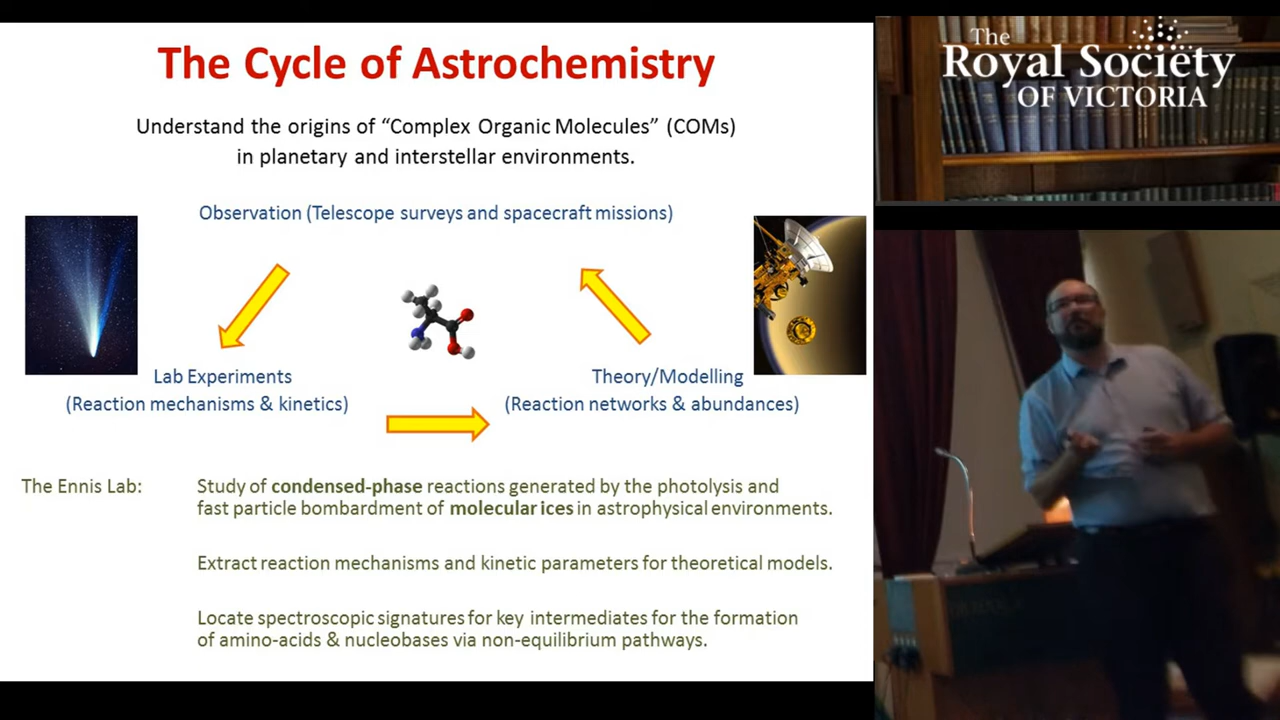 The Cycle of Astrochemistry
Understand the origins of “Complex Organic Molecules” (COMs)
in planetary and interstellar environments.
Observation (Telescope surveys and spacecraft missions)
Lab Experiments
(Reaction mechanisms & kinetics)
Theory/Modelling
(Reaction networks & abundances)
The Ennis Lab:
Study of condensed-phase reactions generated by the photolysis and
fast particle bombardment of molecular ices in astrophysical environments.
Extract reaction mechanisms and kinetic parameters for theoretical models.
Locate spectroscopic signatures for key intermediates for the formation
of amino-acids & nucleobases via non-equilibrium pathways.
The
Royal Society
OF VICTORIA